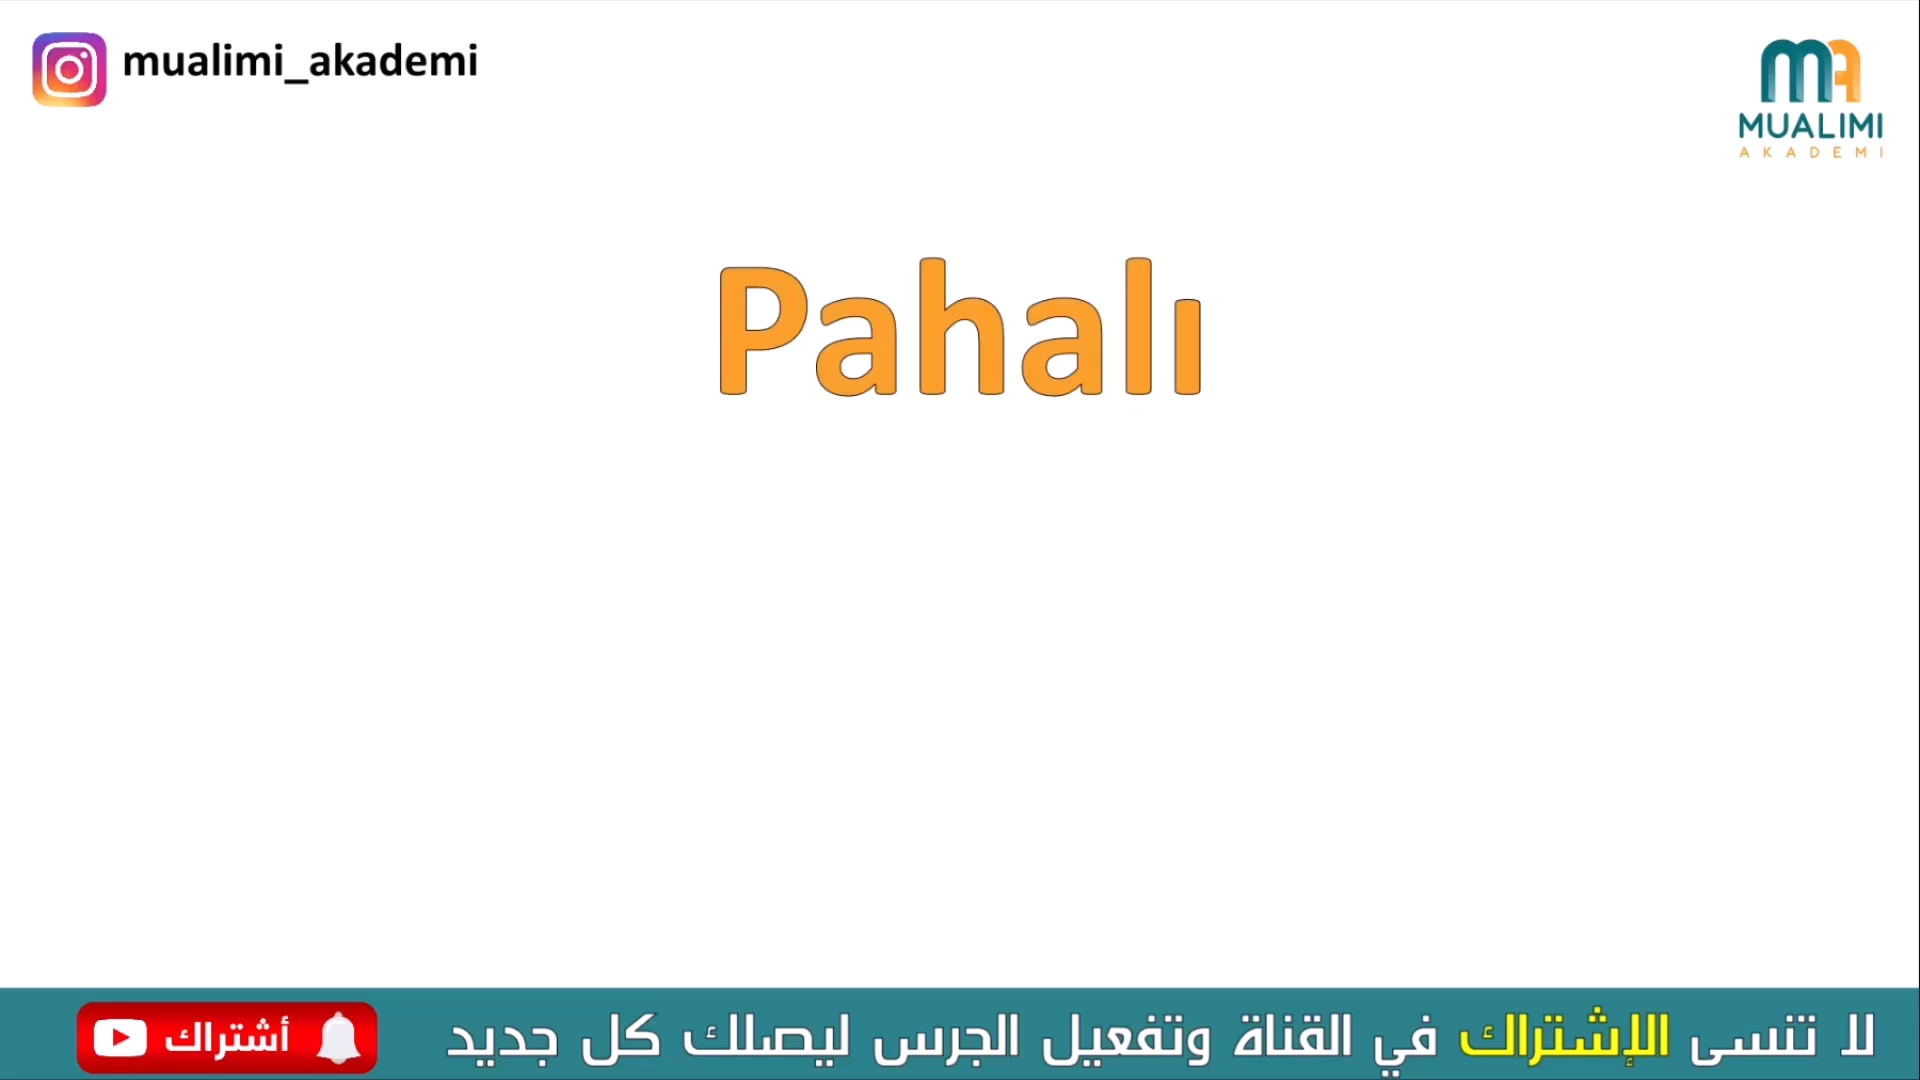 mualimi_akademi
MUALIMI
AKADEMI
Pahalı
أشتراك
لا تنسى الإشتراك في القناة وتفعيل الجرس ليصلك كل جديد